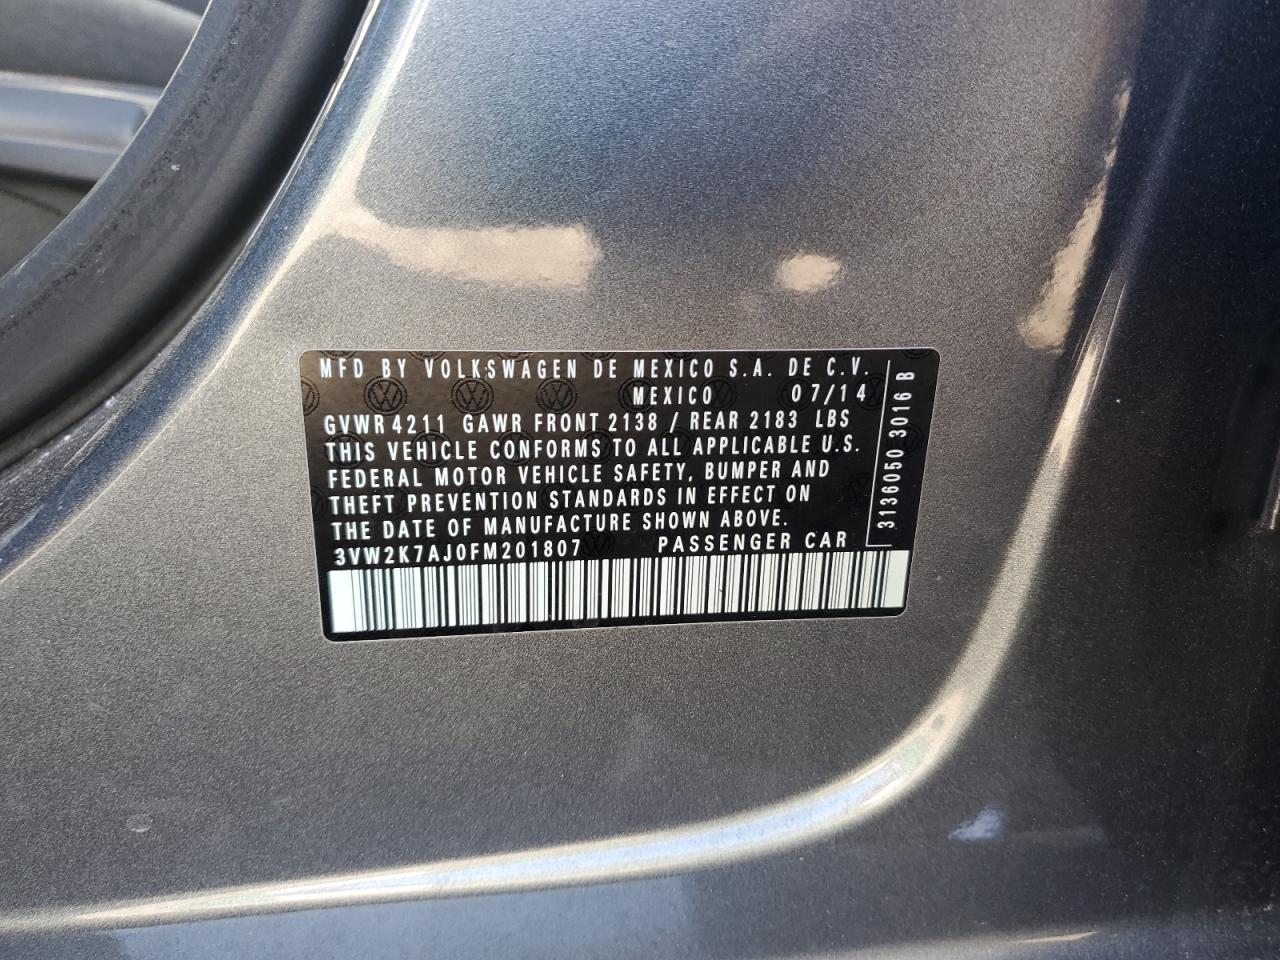 MFD BY VOLKSWAGEN DE MEXICO S.A. DE C.V.
MEXICO 07/14
GVWR 4211 GAWR FRONT 2138 / REAR 2183 LBS
THIS VEHICLE CONFORMS TO ALL APPLICABLE U.S.
FEDERAL MOTOR VEHICLE SAFETY, BUMPER AND
THEFT PREVENTION STANDARDS IN EFFECT ON
THE DATE OF MANUFACTURE SHOWN ABOVE.
3VW2K7AJ0FM201807 PASSENGER CAR
3136050 3016 B